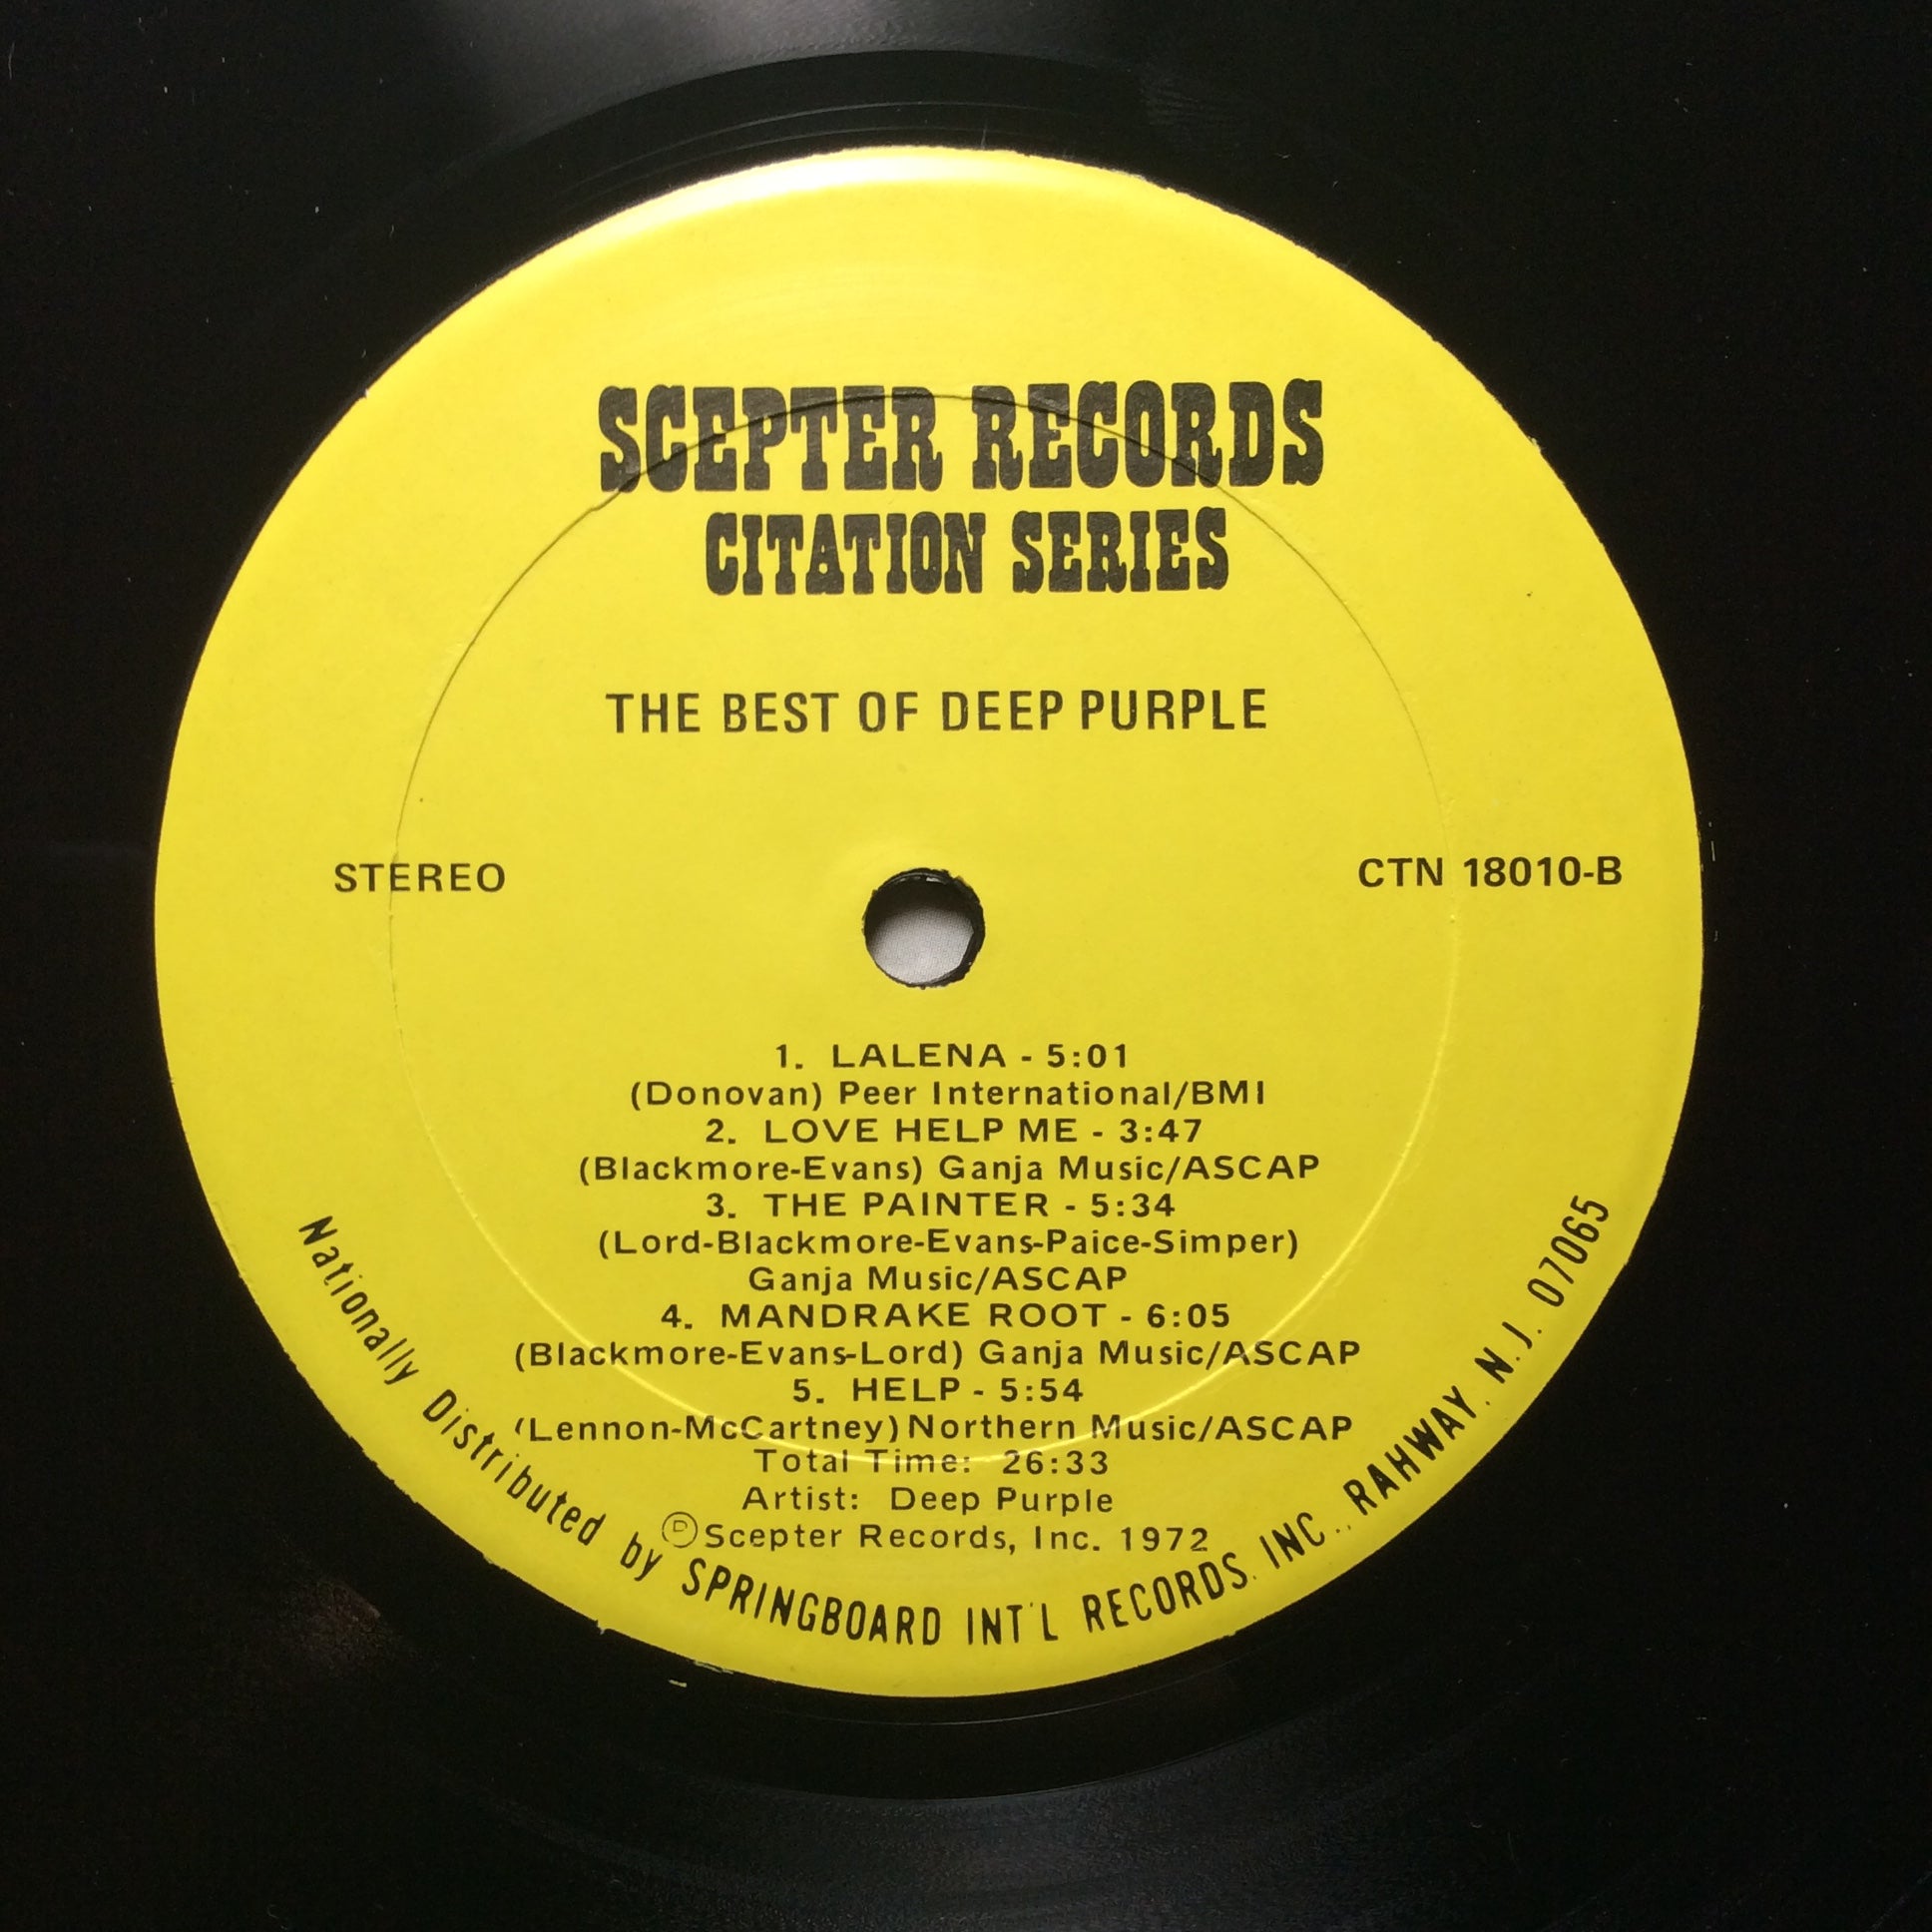 SCEPTER RECORDS
CITATION SERIES
THE BEST OF DEEP PURPLE
STEREO
CTN 18010-B
1. LALENA - 5:01
(Donovan) Peer International/BMI
2. LOVE HELP ME - 3:47
(Blackmore-Evans) Ganja Music/ASCAP
3. THE PAINTER - 5:34
(Lord-Blackmore-Evans-Paice-Simper)
Ganja Music/ASCAP
4. MANDRAKE ROOT - 6:05
(Blackmore-Evans-Lord) Ganja Music/ASCAP
5. HELP - 5:54
(Lennon-McCartney) Northern Music/ASCAP
Total Time: 26:33
Artist: Deep Purple
Ⓟ Scepter Records, Inc. 1972
Nationally Distributed by SPRINGBOARD INT'L RECORDS, INC., RAHWAY, N.J. 07065